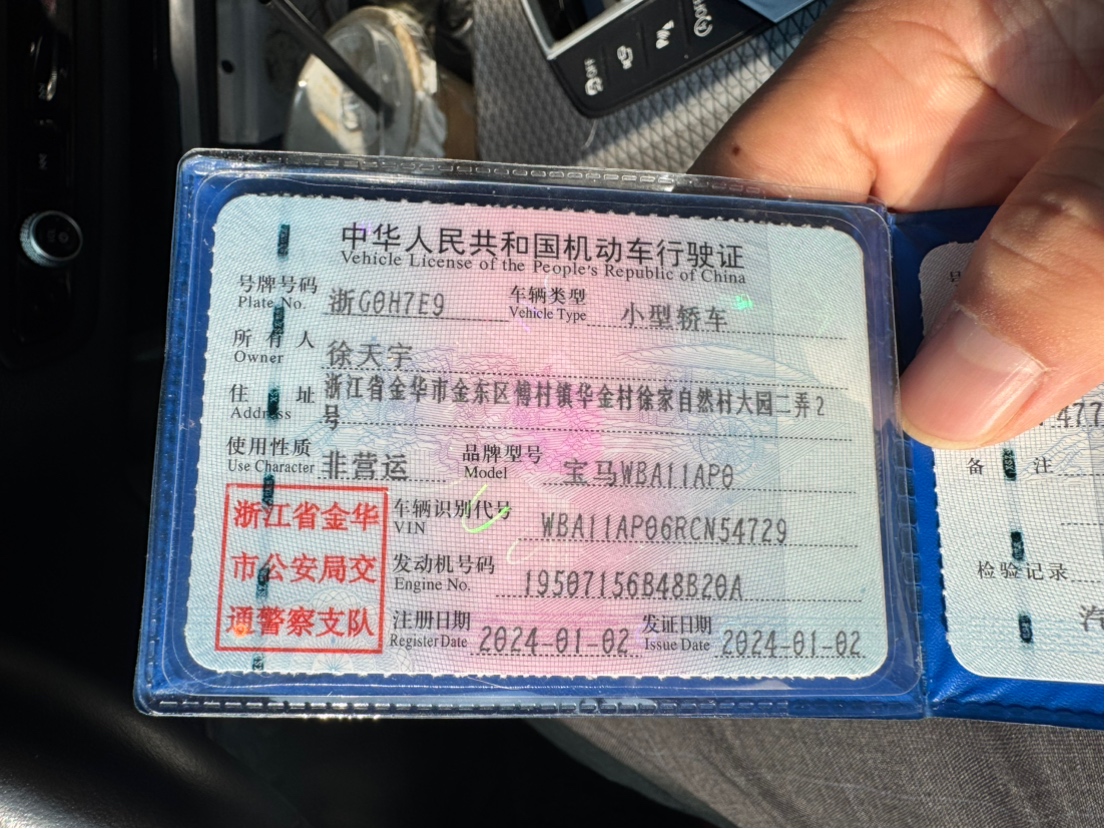 中华人民共和国机动车行驶证
Vehicle License of the People's Republic of China
号牌号码 浙G0H7E9 车辆类型 小型轿车
Plate No. Vehicle Type
所有人 徐天宇
Owner
住址 浙江省金华市金东区傅村镇华金村徐家自然村大园二弄2
Address 号
使用性质 非营运 品牌型号 宝马WBA11AP0
Use Character Model
浙江省金华
市公安局交
通警察支队
车辆识别代号 WBA11AP06RCN54729
VIN
发动机号码 19507156B48B20A
Engine No.
注册日期 2024-01-02 发证日期 2024-01-02
Register Date Issue Date
号
477
备注
检验记录
汽